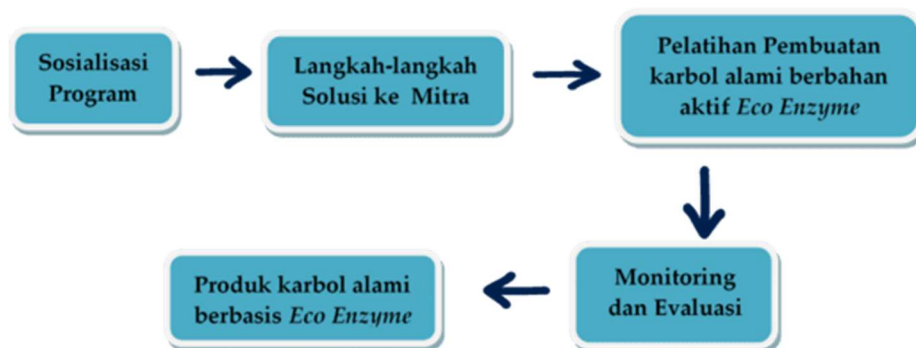 Sosialisasi
Program
Langkah-langkah
Solusi ke Mitra
Pelatihan Pembuatan
karbol alami berbahan
aktif Eco Enzyme
Monitoring
dan Evaluasi
Produk karbol alami
berbasis Eco Enzyme